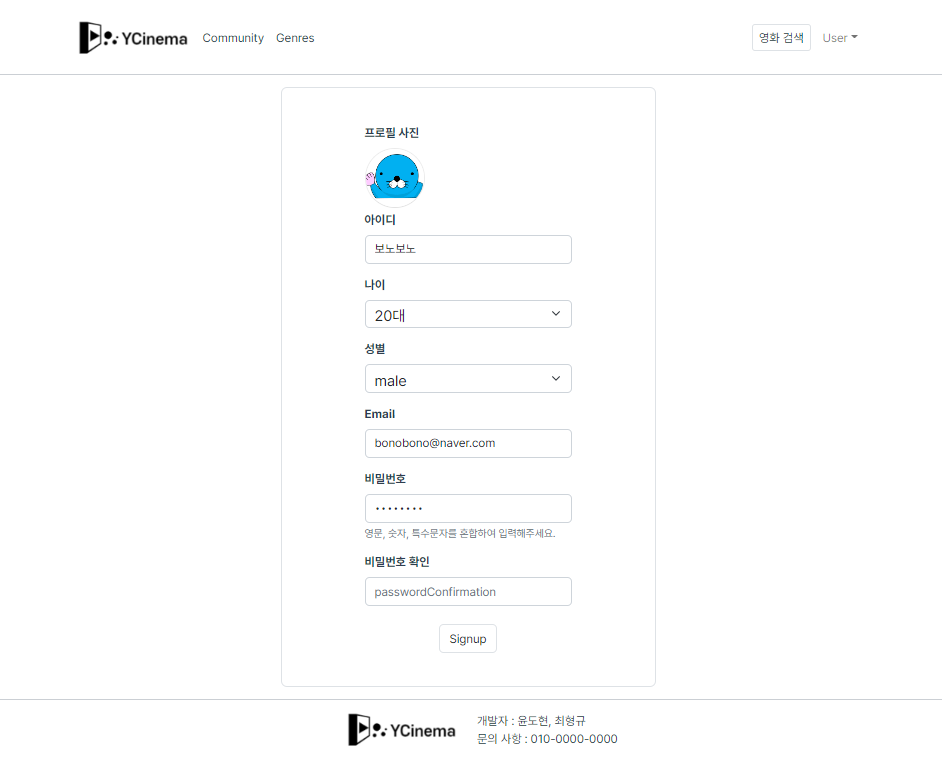 YCinema Community Genres 영화 검색 User
프로필 사진
아이디
보노보노
나이
20대
성별
male
Email
bonobono@naver.com
비밀번호
••••••••
영문, 숫자, 특수문자를 혼합하여 입력해주세요.
비밀번호 확인
passwordConfirmation
Signup
YCinema
개발자 : 윤도현, 최형규
문의 사항 : 010-0000-0000